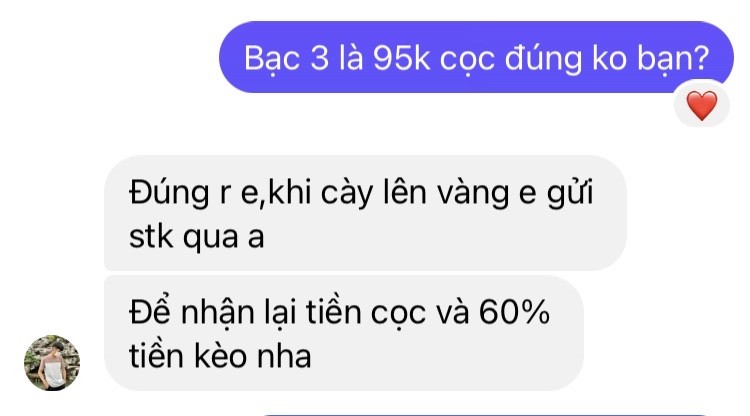 Bạc 3 là 95k cọc đúng ko bạn?
Đúng r e,khi cày lên vàng e gửi
stk qua a
Để nhận lại tiền cọc và 60%
tiền kèo nha